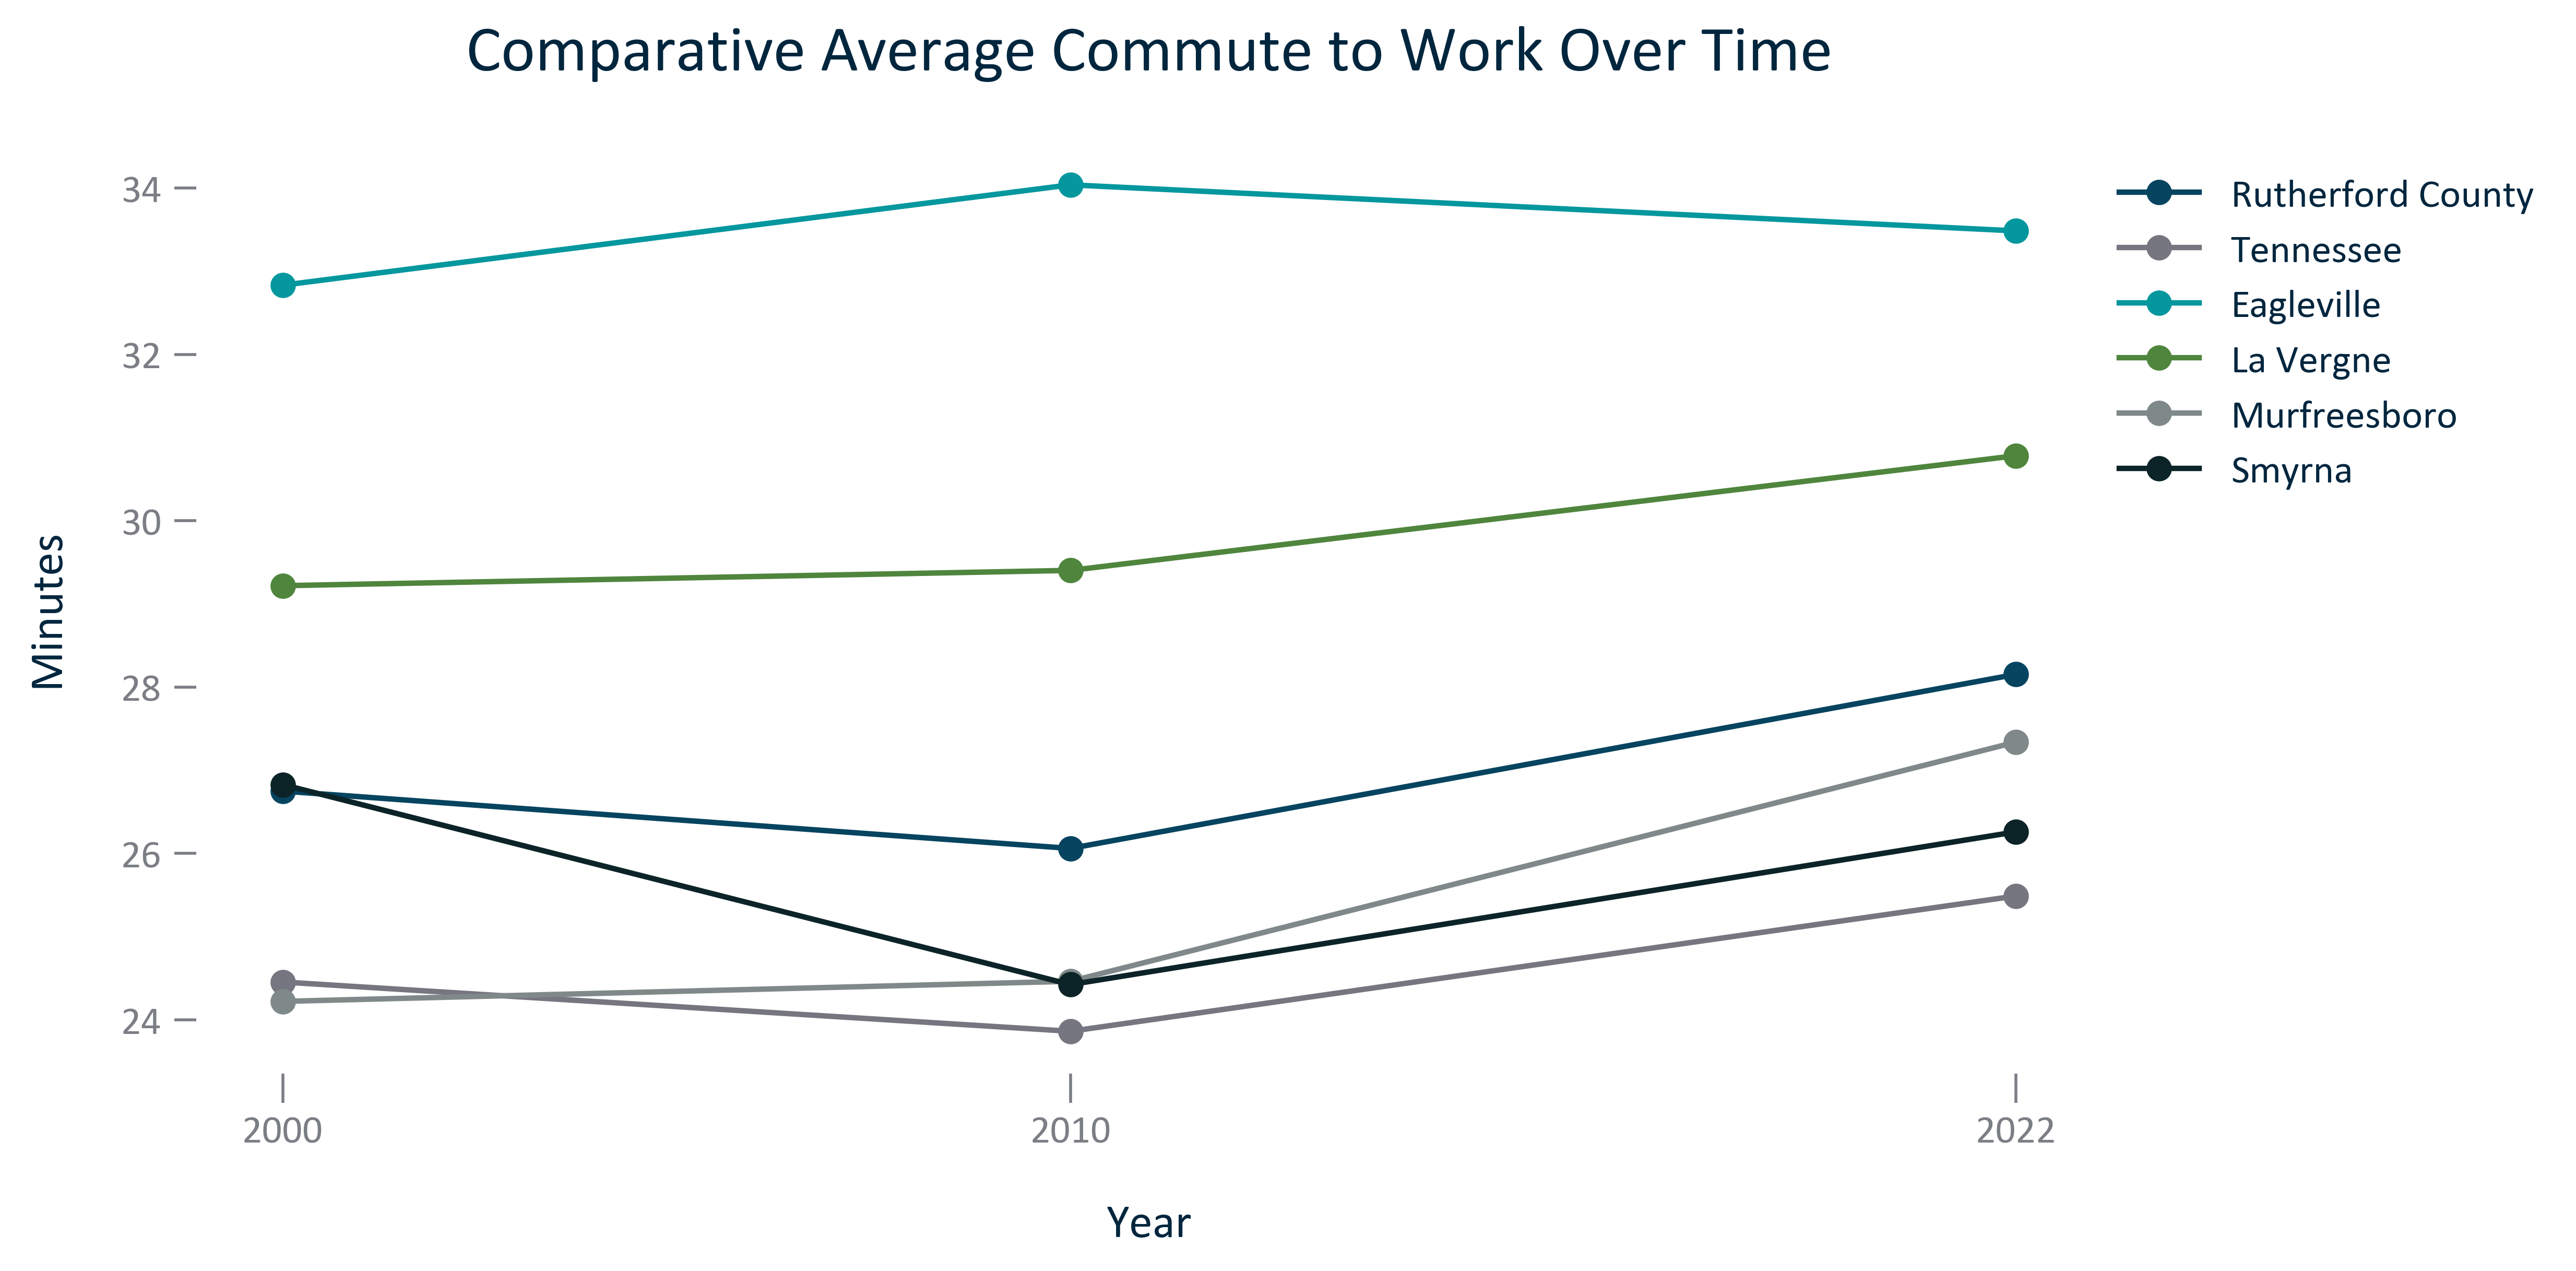 Comparative Average Commute to Work Over Time
34
32
30
28
26
24
Minutes
2000
2010
2022
Year
Rutherford County
Tennessee
Eagleville
La Vergne
Murfreesboro
Smyrna